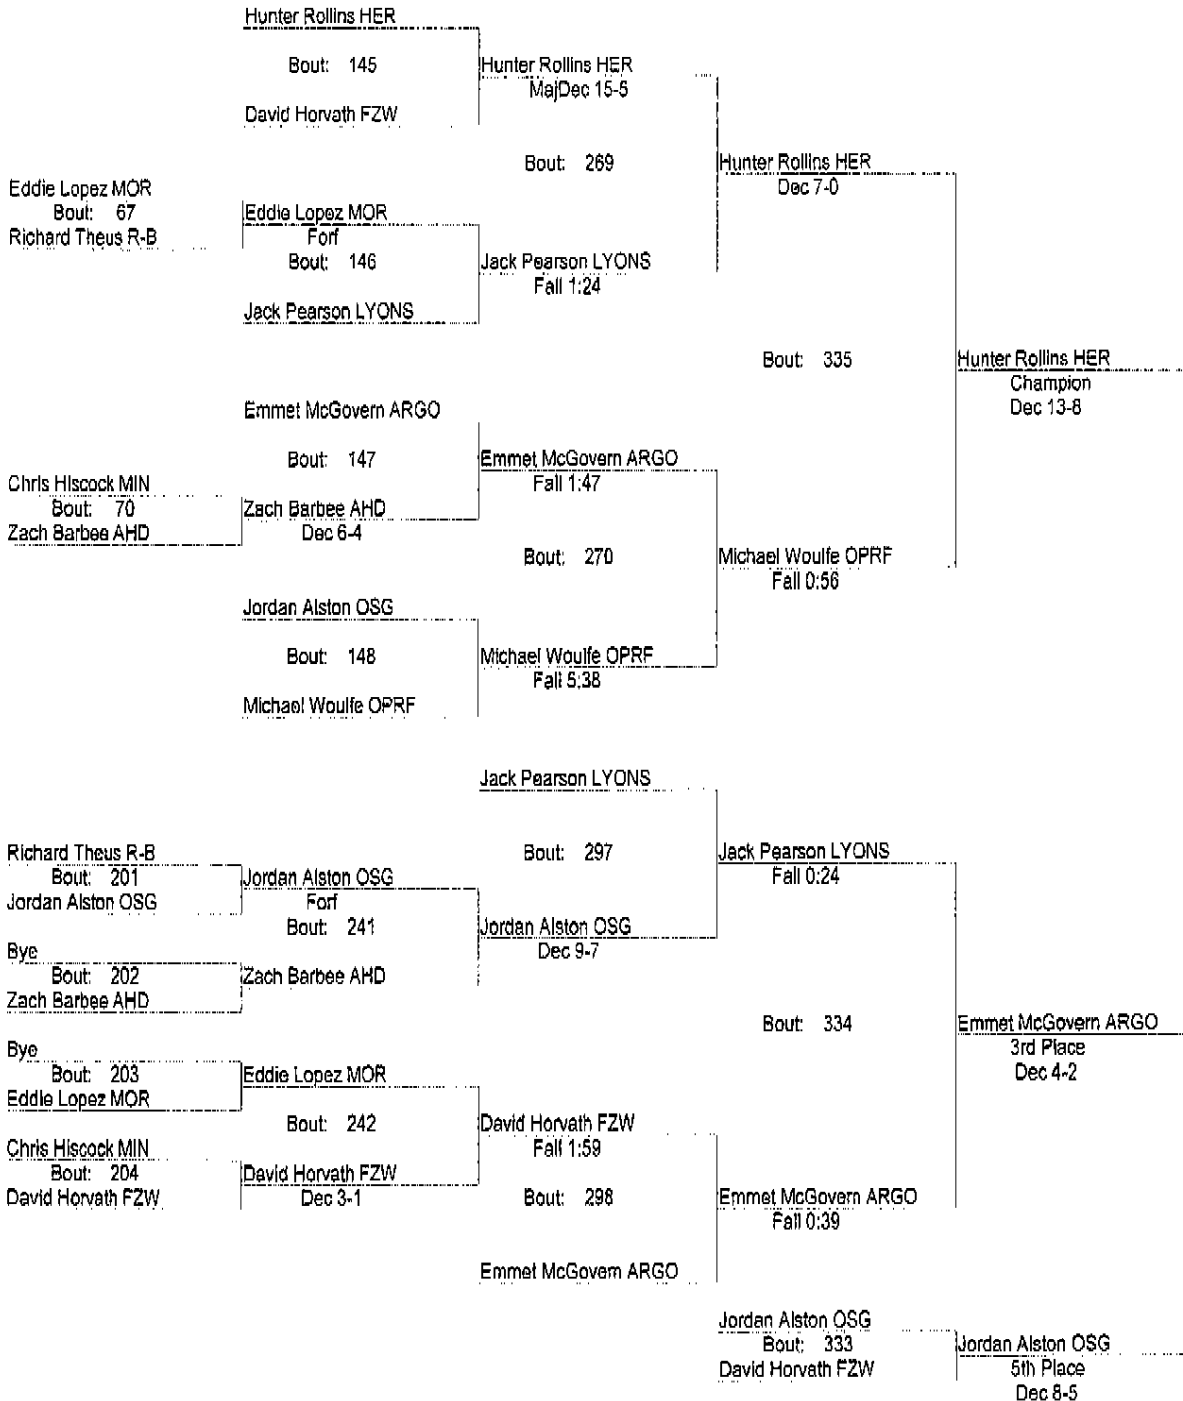 Hunter Rollins HER
Bout: 145
Hunter Rollins HER
MajDec 15-5
David Horvath FZW
Bout: 269
Hunter Rollins HER
Dec 7-0
Eddie Lopez MOR
Bout: 67
Richard Theus R-B
Eddie Lopez MOR
Forf
Bout: 146
Jack Pearson LYONS
Fall 1:24
Jack Pearson LYONS
Bout: 335
Hunter Rollins HER
Champion
Dec 13-8
Emmet McGovern ARGO
Bout: 147
Emmet McGovern ARGO
Fall 1:47
Chris Hiscock MIN
Bout: 70
Zach Barbee AHD
Zach Barbee AHD
Dec 6-4
Bout: 270
Michael Woulfe OPRF
Fall 0:56
Jordan Alston OSG
Bout: 148
Michael Woulfe OPRF
Fall 5:38
Michael Woulfe OPRF
Jack Pearson LYONS
Bout: 297
Jack Pearson LYONS
Fall 0:24
Richard Theus R-B
Bout: 201
Jordan Alston OSG
Jordan Alston OSG
Forf
Bout: 241
Jordan Alston OSG
Dec 9-7
Bye
Bout: 202
Zach Barbee AHD
Zach Barbee AHD
Bout: 334
Emmet McGovern ARGO
3rd Place
Dec 4-2
Bye
Bout: 203
Eddie Lopez MOR
Eddie Lopez MOR
Bout: 242
David Horvath FZW
Fall 1:59
Chris Hiscock MIN
Bout: 204
David Horvath FZW
David Horvath FZW
Dec 3-1
Bout: 298
Emmet McGovern ARGO
Fall 0:39
Emmet McGovern ARGO
Jordan Alston OSG
Bout: 333
David Horvath FZW
Jordan Alston OSG
5th Place
Dec 8-5